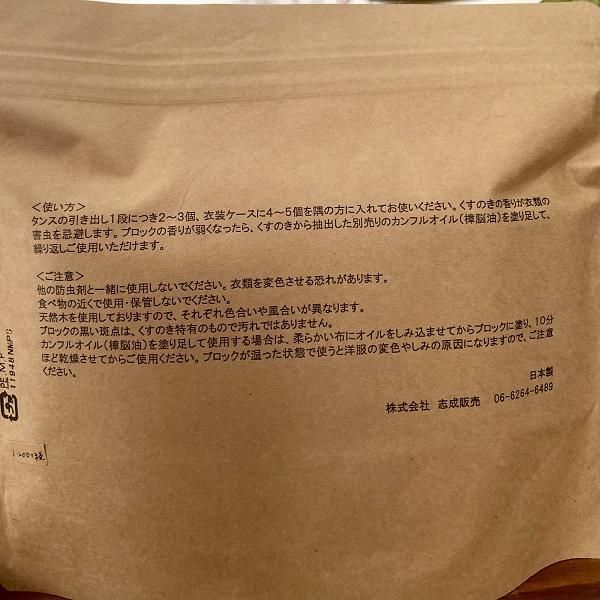 ＜使い方＞
タンスの引き出し1段につき2～3個、衣装ケースに4～5個を隅の方に入れてお使いください。くすのきの香りが衣類の
害虫を忌避します。ブロックの香りが弱くなったら、くすのきから抽出した別売りのカンフルオイル(樟脳油)を塗り足して、
繰り返しご使用いただけます。
＜ご注意＞
他の防虫剤と一緒に使用しないでください。衣類を変色させる恐れがあります。
食べ物の近くで使用・保管しないでください。
天然木を使用しておりますので、それぞれ色合いや風合いが異なります。
ブロックの黒い斑点は、くすのき特有のもので汚れではありません。
カンフルオイル(樟脳油)を塗り足して使用する場合は、柔らかい布にオイルをしみ込ませてからブロックに塗り、10分
ほど乾燥させてからご使用ください。ブロックが湿った状態で使うと洋服の変色やしみの原因になりますので、ご注意
ください。
日本製
株式会社 志成販売 06-6264-6489
PE,M,P